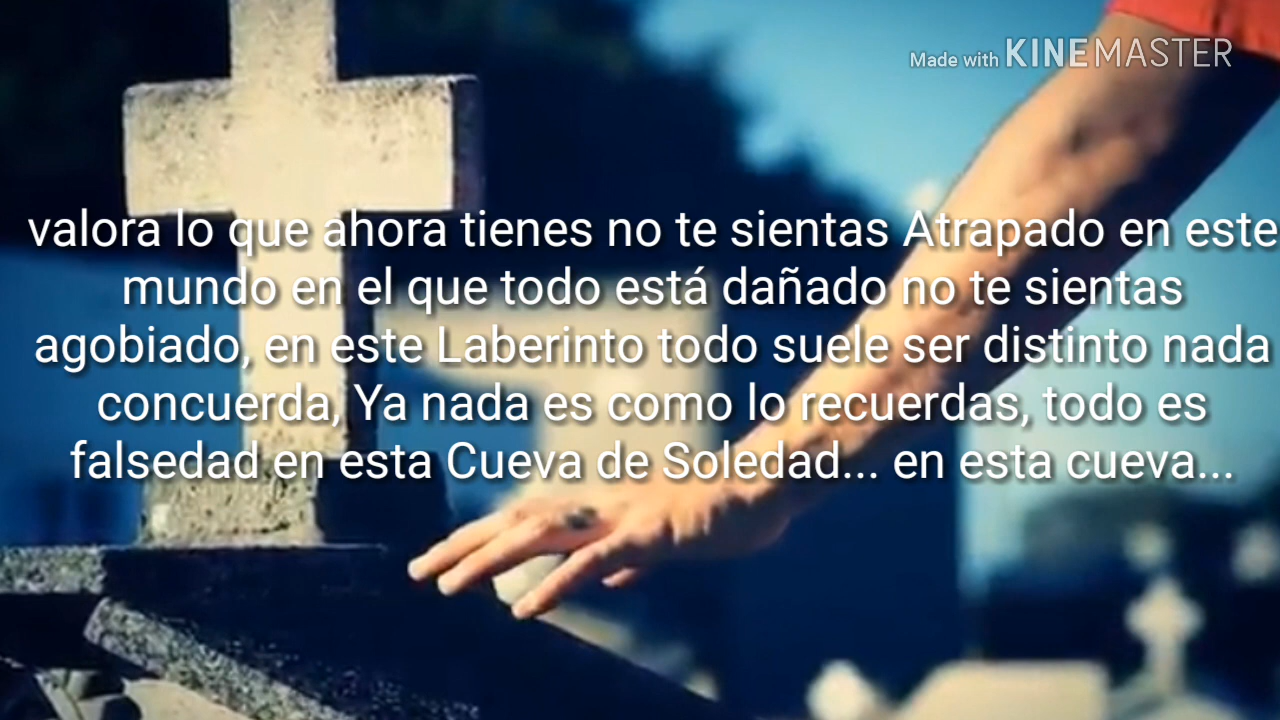 Made with KINEMASTER
valora lo que ahora tienes no te sientas Atrapado en este
mundo en el que todo está dañado no te sientas
agobiado, en este Laberinto todo suele ser distinto nada
concuerda, Ya nada es como lo recuerdas, todo es
falsedad en esta Cueva de Soledad... en esta cueva...